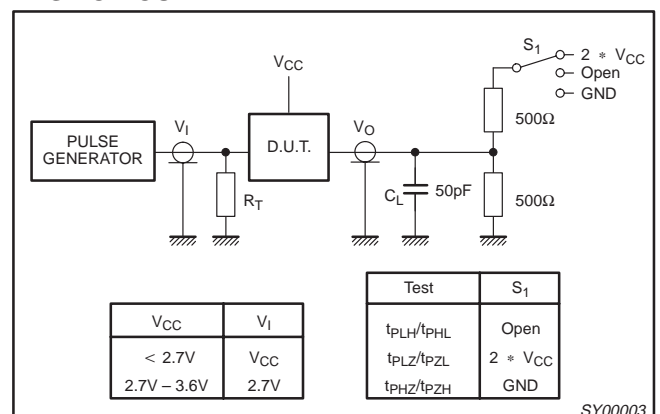 S1
2 * VCC
Open
GND
VCC
500Ω
VI
VO
PULSE
GENERATOR
D.U.T.
RT
CL
50pF
500Ω
VCC VI
< 2.7V VCC
2.7V – 3.6V 2.7V
Test S1
tPLH/tPHL Open
tPLZ/tPZL 2 * VCC
tPHZ/tPZH GND
SY00003